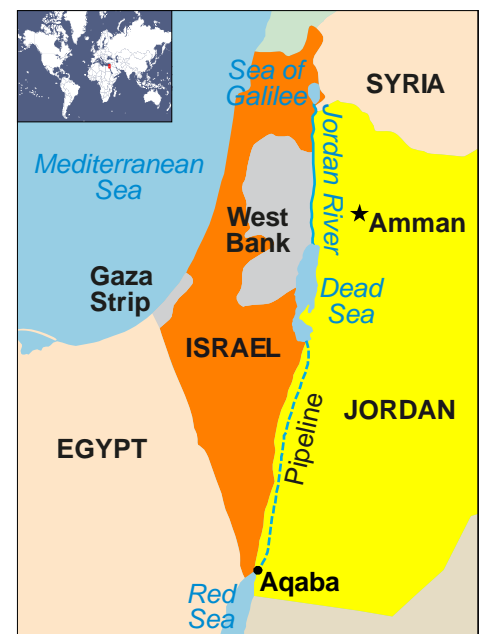 Sea of
Galilee
SYRIA
Mediterranean
Sea
Jordan River
West
Bank
Amman
Gaza
Strip
Dead
Sea
ISRAEL
JORDAN
EGYPT
Pipeline
Aqaba
Red
Sea